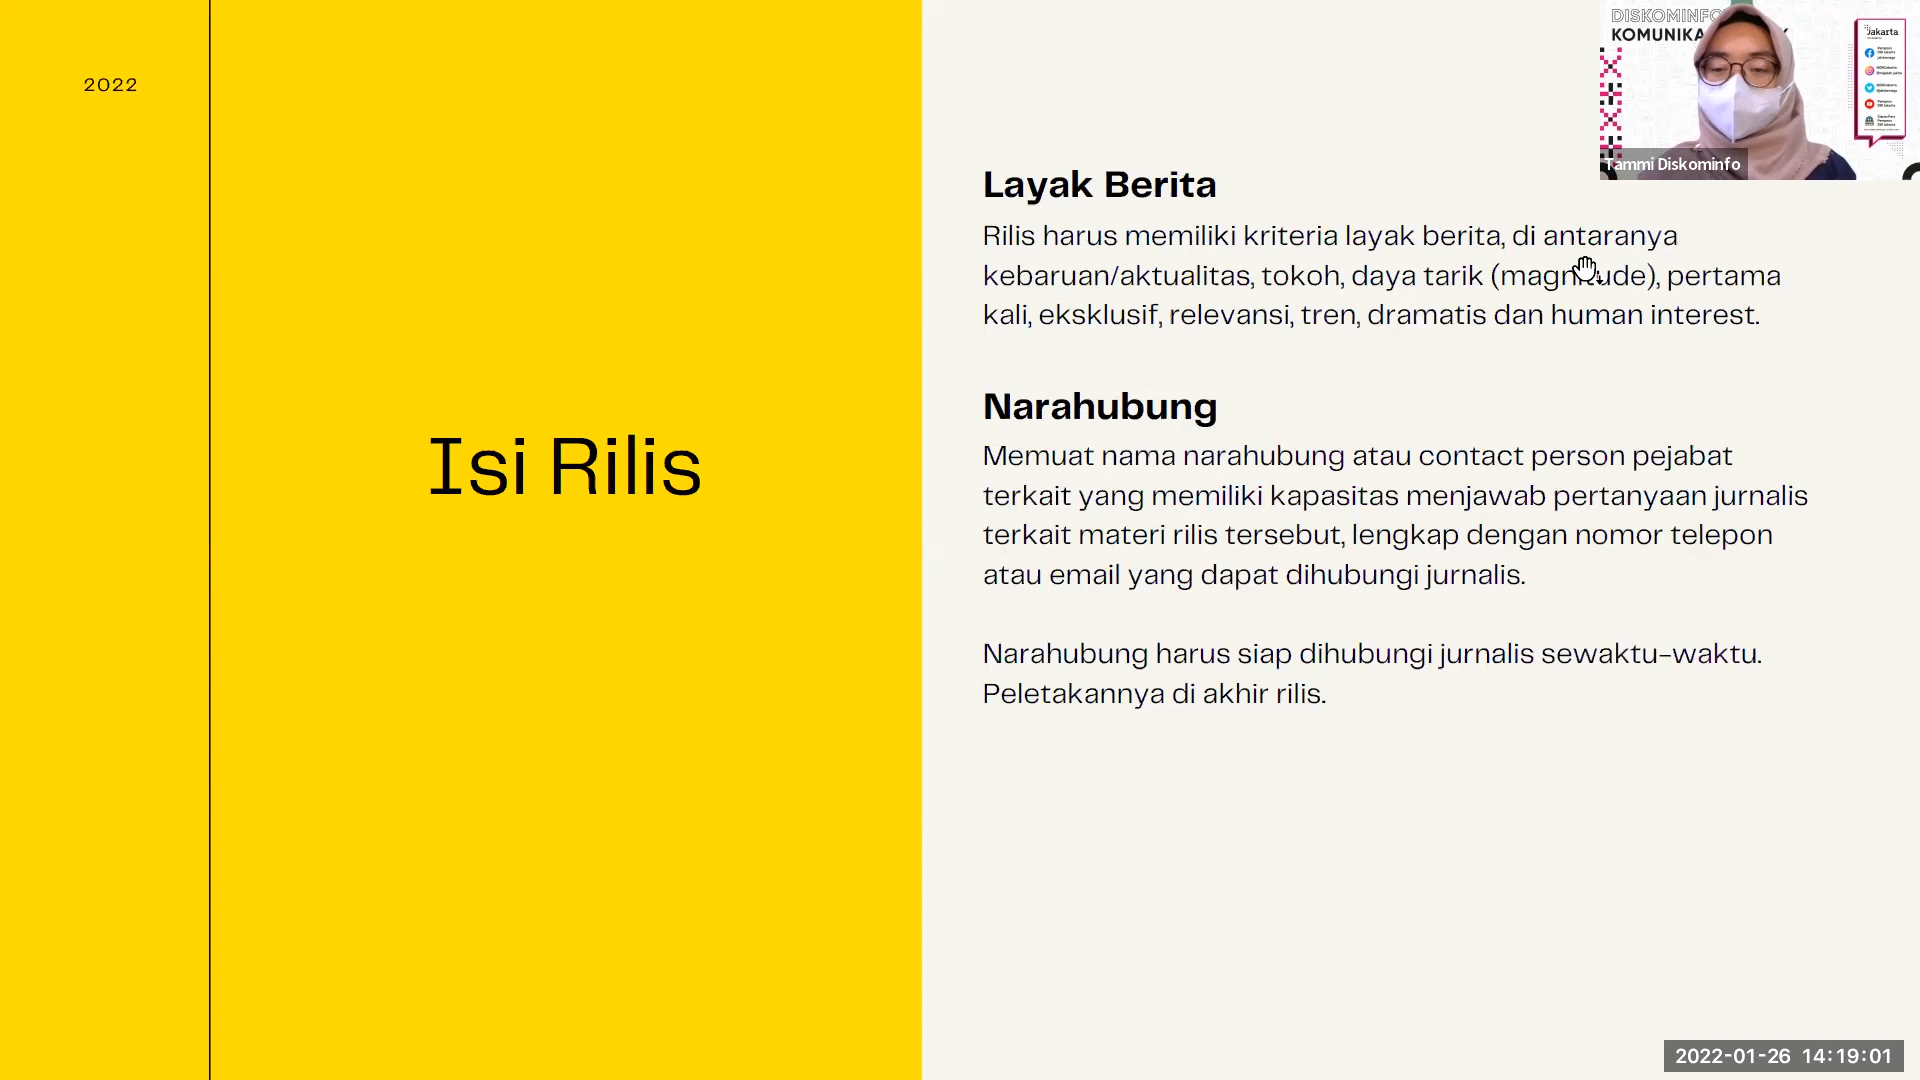 2022
Isi Rilis
Layak Berita
Rilis harus memiliki kriteria layak berita, di antaranya
kebaruan/aktualitas, tokoh, daya tarik (magnitude), pertama
kali, eksklusif, relevansi, tren, dramatis dan human interest.
Narahubung
Memuat nama narahubung atau contact person pejabat
terkait yang memiliki kapasitas menjawab pertanyaan jurnalis
terkait materi rilis tersebut, lengkap dengan nomor telepon
atau email yang dapat dihubungi jurnalis.
Narahubung harus siap dihubungi jurnalis sewaktu-waktu.
Peletakannya di akhir rilis.
DISKOMINFO
KOMUNIKA
Jakarta
Tammi Diskominfo
2022-01-26 14:19:01